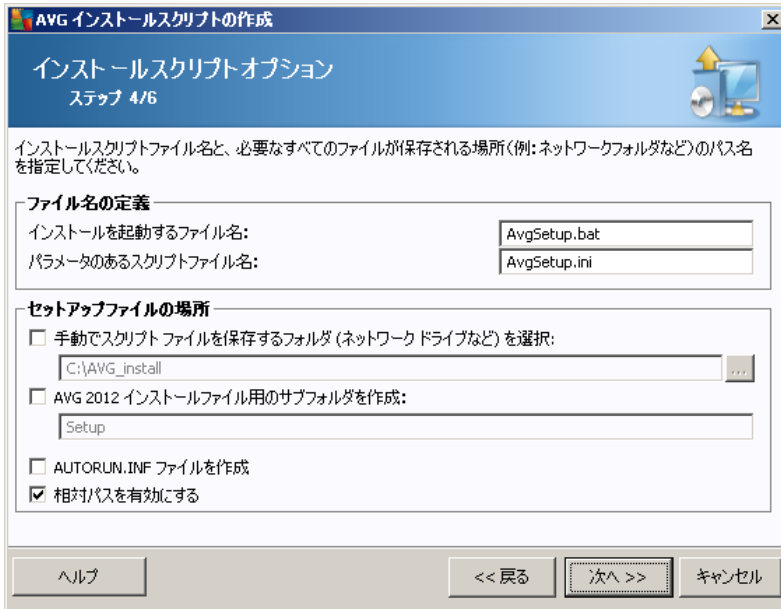 AVG インストールスクリプトの作成
インストールスクリプトオプション
ステップ 4/6
インストールスクリプトファイル名と、必要なすべてのファイルが保存される場所(例:ネットワークフォルダなど)のパス名
を指定してください。
ファイル名の定義
インストールを起動するファイル名:
AvgSetup.bat
パラメータのあるスクリプトファイル名:
AvgSetup.ini
セットアップファイルの場所
手動でスクリプト ファイルを保存するフォルダ (ネットワーク ドライブなど) を選択:
C:\AVG_install
...
AVG 2012 インストールファイル用のサブフォルダを作成:
Setup
AUTORUN.INF ファイルを作成
相対パスを有効にする
ヘルプ
<< 戻る
次へ >>
キャンセル